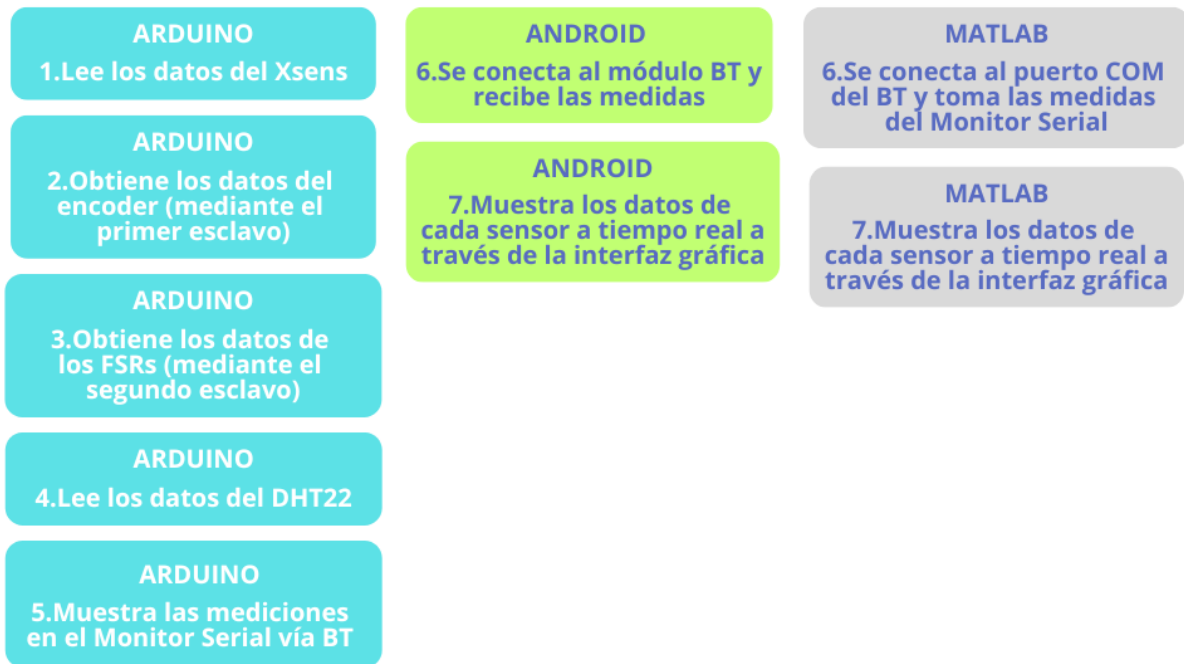 ARDUINO
1.Lee los datos del Xsens
ARDUINO
2.Obtiene los datos del
encoder (mediante el
primer esclavo)
ARDUINO
3.Obtiene los datos de
los FSRs (mediante el
segundo esclavo)
ARDUINO
4.Lee los datos del DHT22
ARDUINO
5.Muestra las mediciones
en el Monitor Serial vía BT
ANDROID
6.Se conecta al módulo BT y
recibe las medidas
ANDROID
7.Muestra los datos de
cada sensor a tiempo real a
través de la interfaz gráfica
MATLAB
6.Se conecta al puerto COM
del BT y toma las medidas
del Monitor Serial
MATLAB
7.Muestra los datos de
cada sensor a tiempo real a
través de la interfaz gráfica